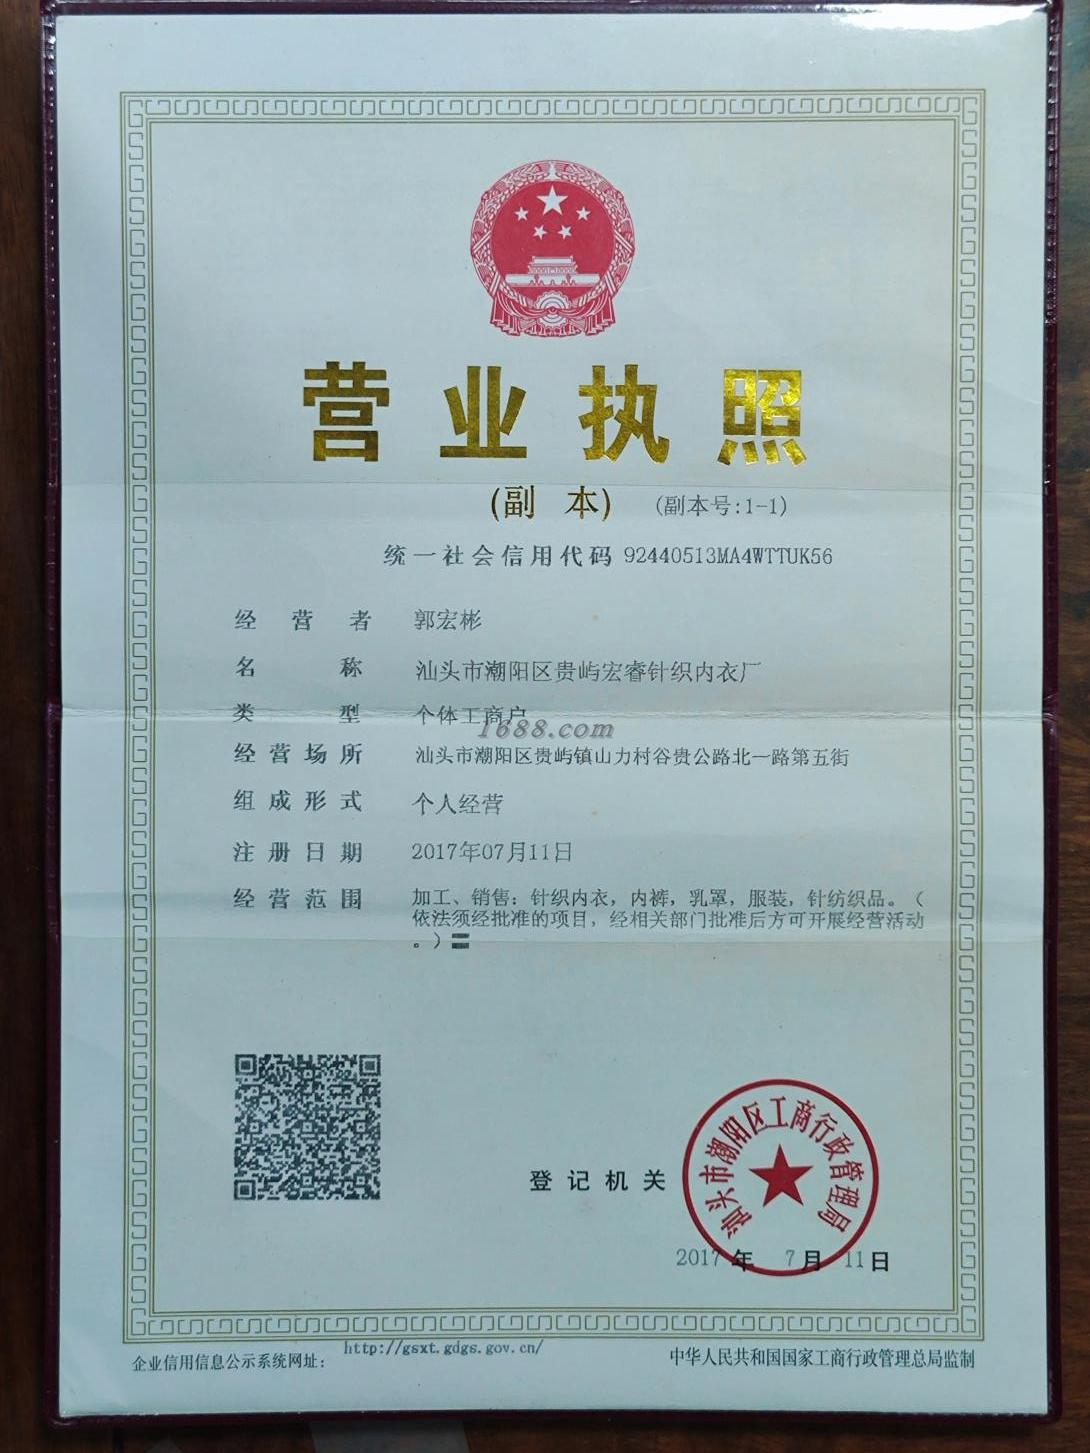 营业执照
(副 本) (副本号:1-1)
统一社会信用代码 92440513MA4WTTUK56
经营者 郭宏彬
名称 汕头市潮阳区贵屿宏睿针织内衣厂
类型 个体工商户
1688.com
经营场所 汕头市潮阳区贵屿镇山力村谷贵公路北一路第五街
组成形式 个人经营
注册日期 2017年07月11日
经营范围 加工、销售：针织内衣，内裤，乳罩，服装，针纺织品。（
依法须经批准的项目，经相关部门批准后方可开展经营活动
。）
登记机关
汕头市潮阳区工商行政管理局
2017 年 7 月 11 日
企业信用信息公示系统网址： http://gsxt.gdgs.gov.cn/
中华人民共和国国家工商行政管理总局监制